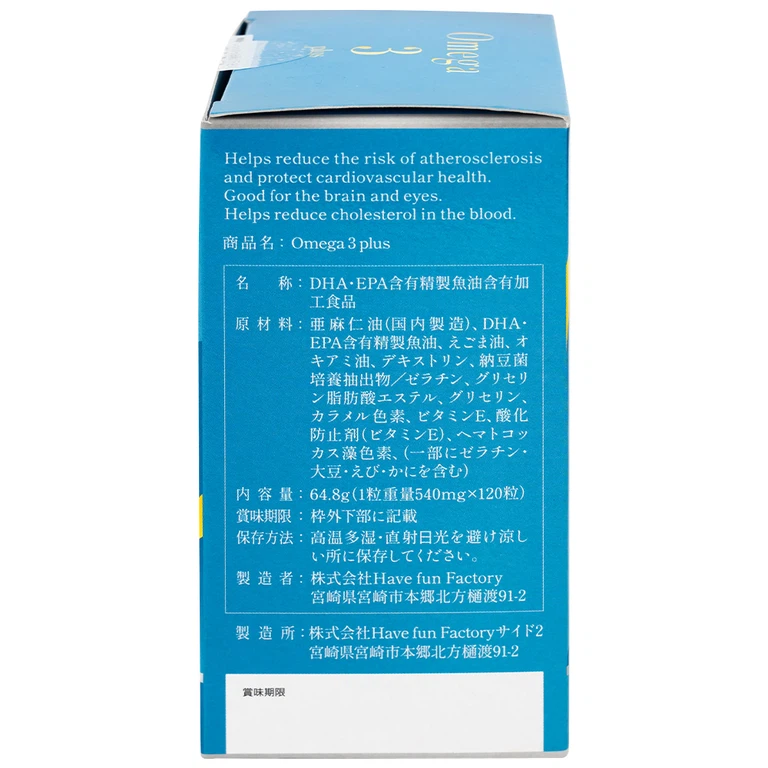 Omega
3
plus
Helps reduce the risk of atherosclerosis
and protect cardiovascular health.
Good for the brain and eyes.
Helps reduce cholesterol in the blood.
商品名：Omega 3 plus
名称：DHA・EPA含有精製魚油含有加
工食品
原材料：亜麻仁油(国内製造)、DHA・
EPA含有精製魚油、えごま油、オ
キアミ油、デキストリン、納豆菌
培養抽出物／ゼラチン、グリセリ
ン脂肪酸エステル、グリセリン、
カラメル色素、ビタミンE、酸化
防止剤(ビタミンE)、ヘマトコッ
カス藻色素、(一部にゼラチン・
大豆・えび・かにを含む)
内容量：64.8g(1粒重量540mg×120粒)
賞味期限：枠外下部に記載
保存方法：高温多湿・直射日光を避け涼し
い所に保存してください。
製造者：株式会社Have fun Factory
宮崎県宮崎市本郷北方樋渡91-2
製造所：株式会社Have fun Factoryサイド2
宮崎県宮崎市本郷北方樋渡91-2
賞味期限